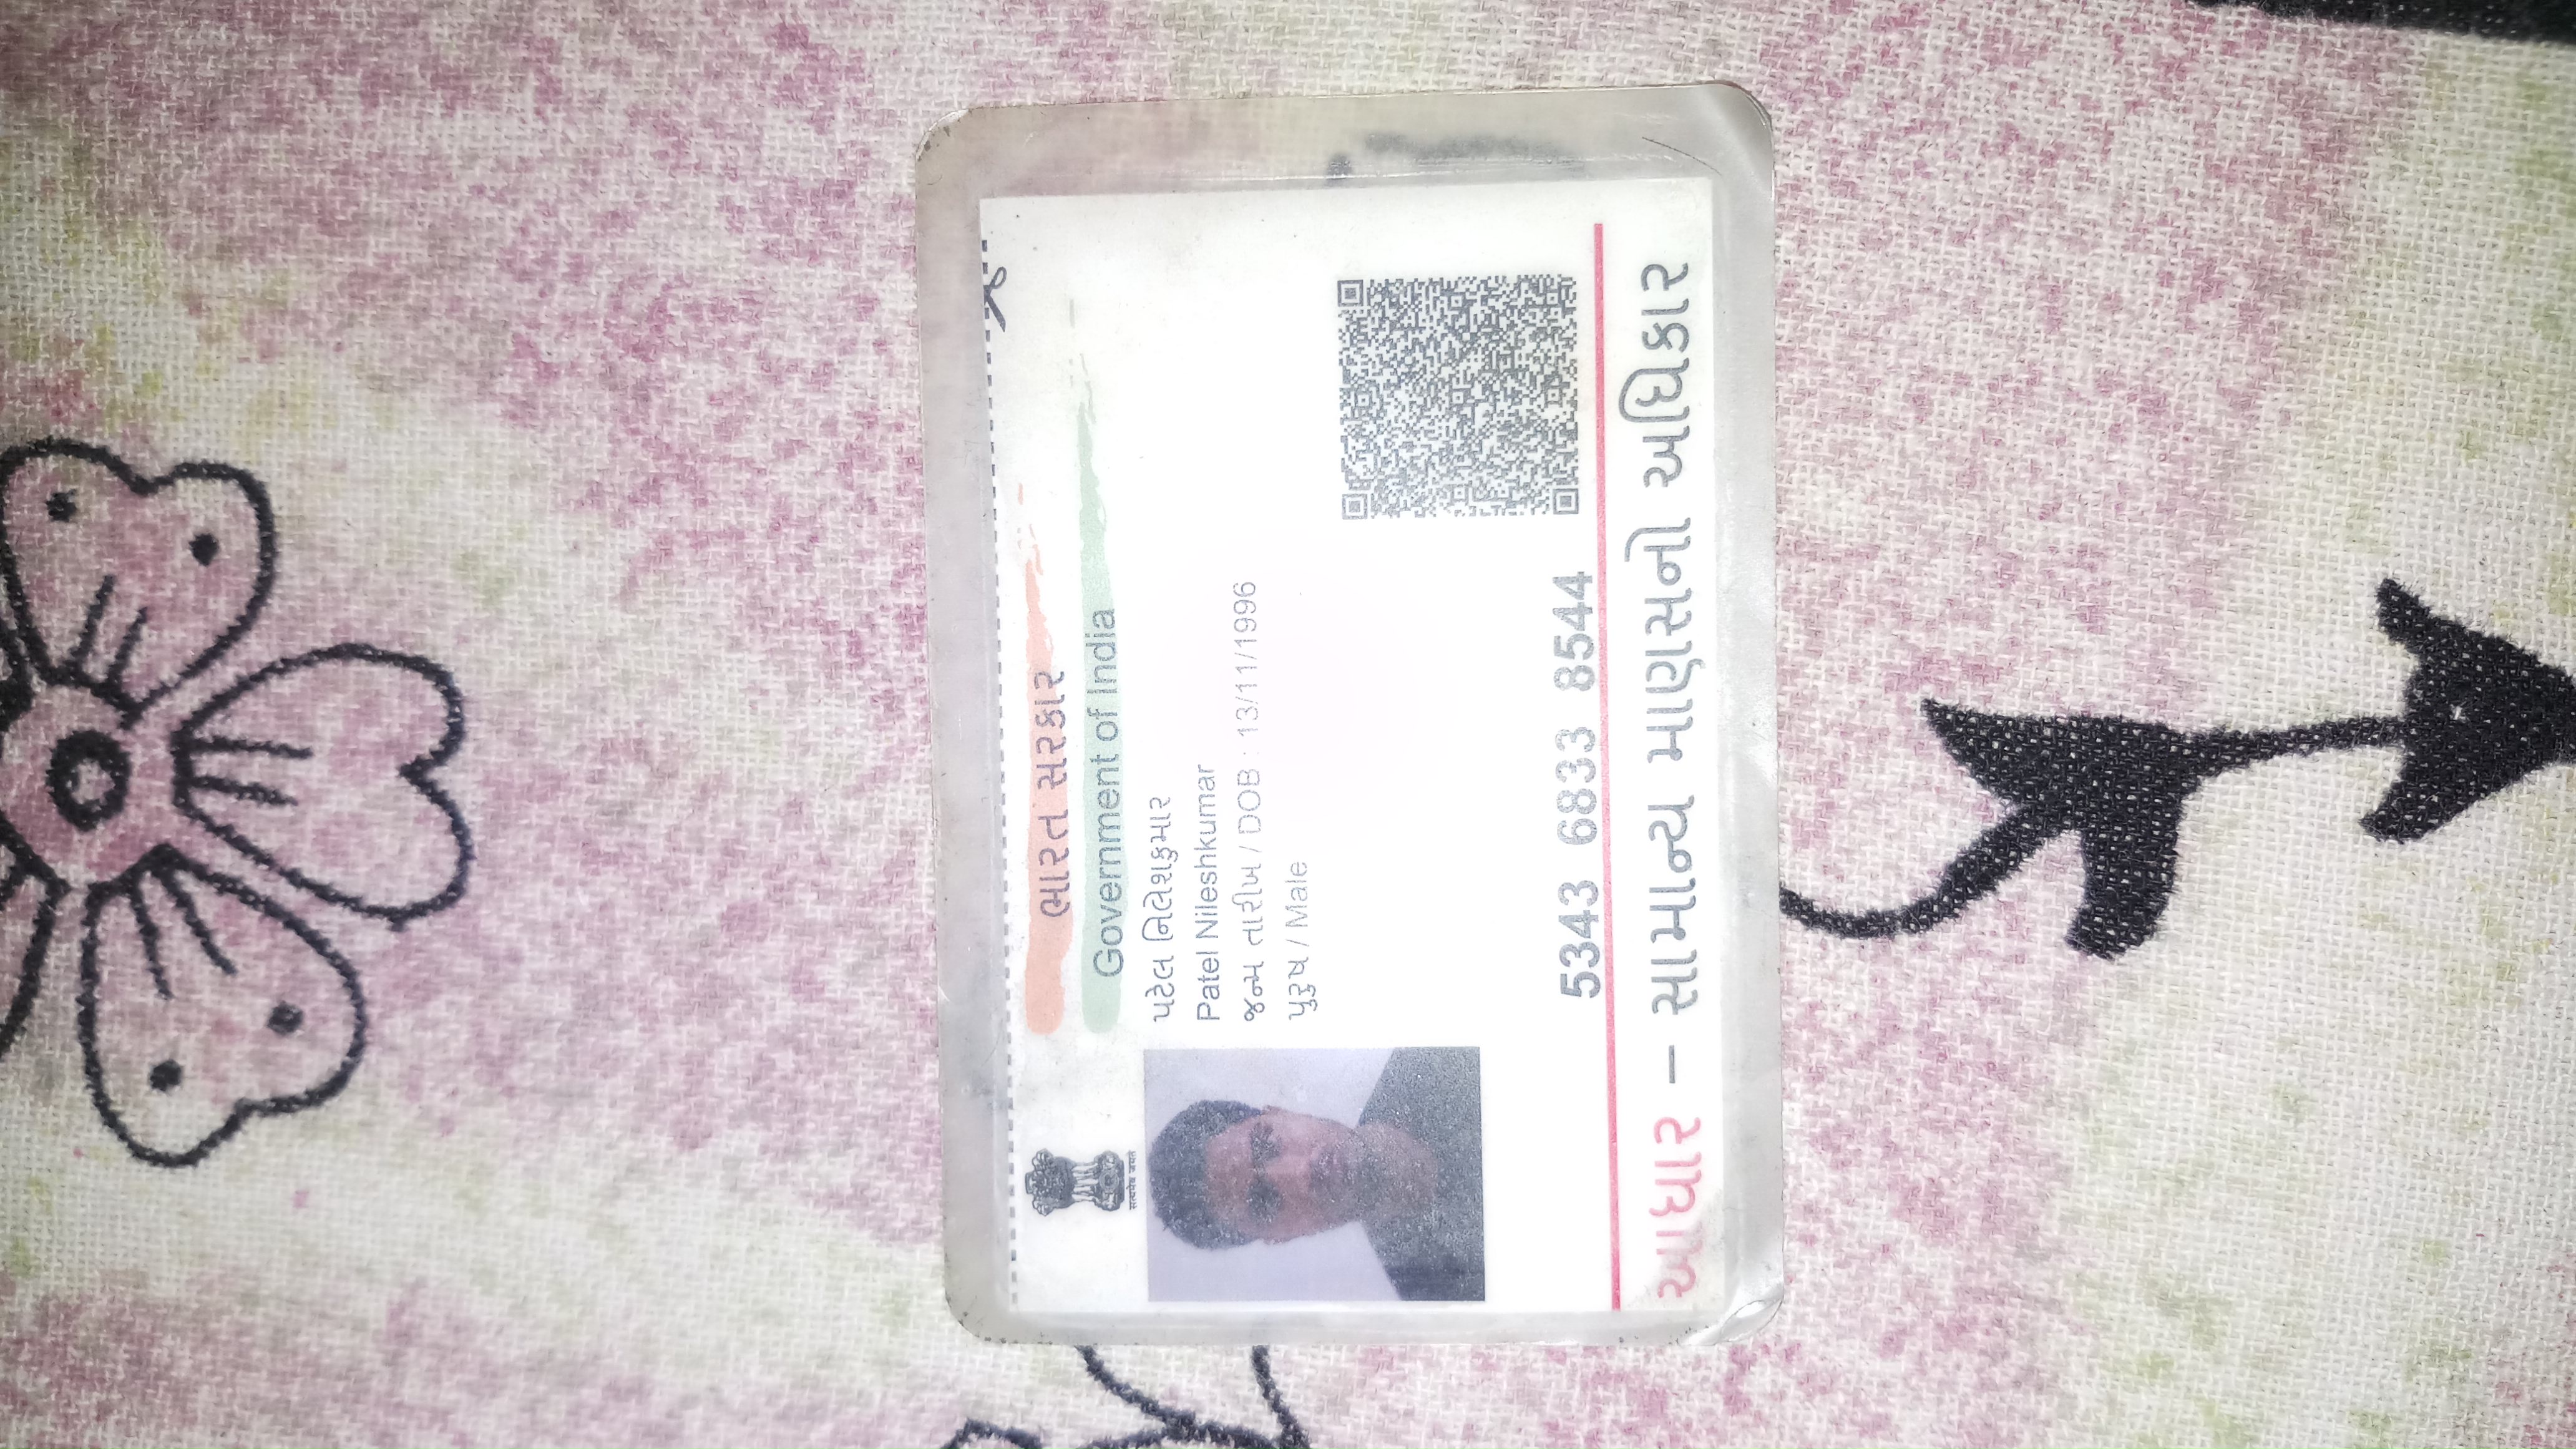 ભારત સરકાર
Government of India
सत्यमेव जयते
પટેલ નિલેશકુમાર
Patel Nileshkumar
જન્મ તારીખ / DOB : 13/11/1996
પુરુષ / Male
5343 6833 8544
આધાર – સામાન્ય માણસનો અધિકાર